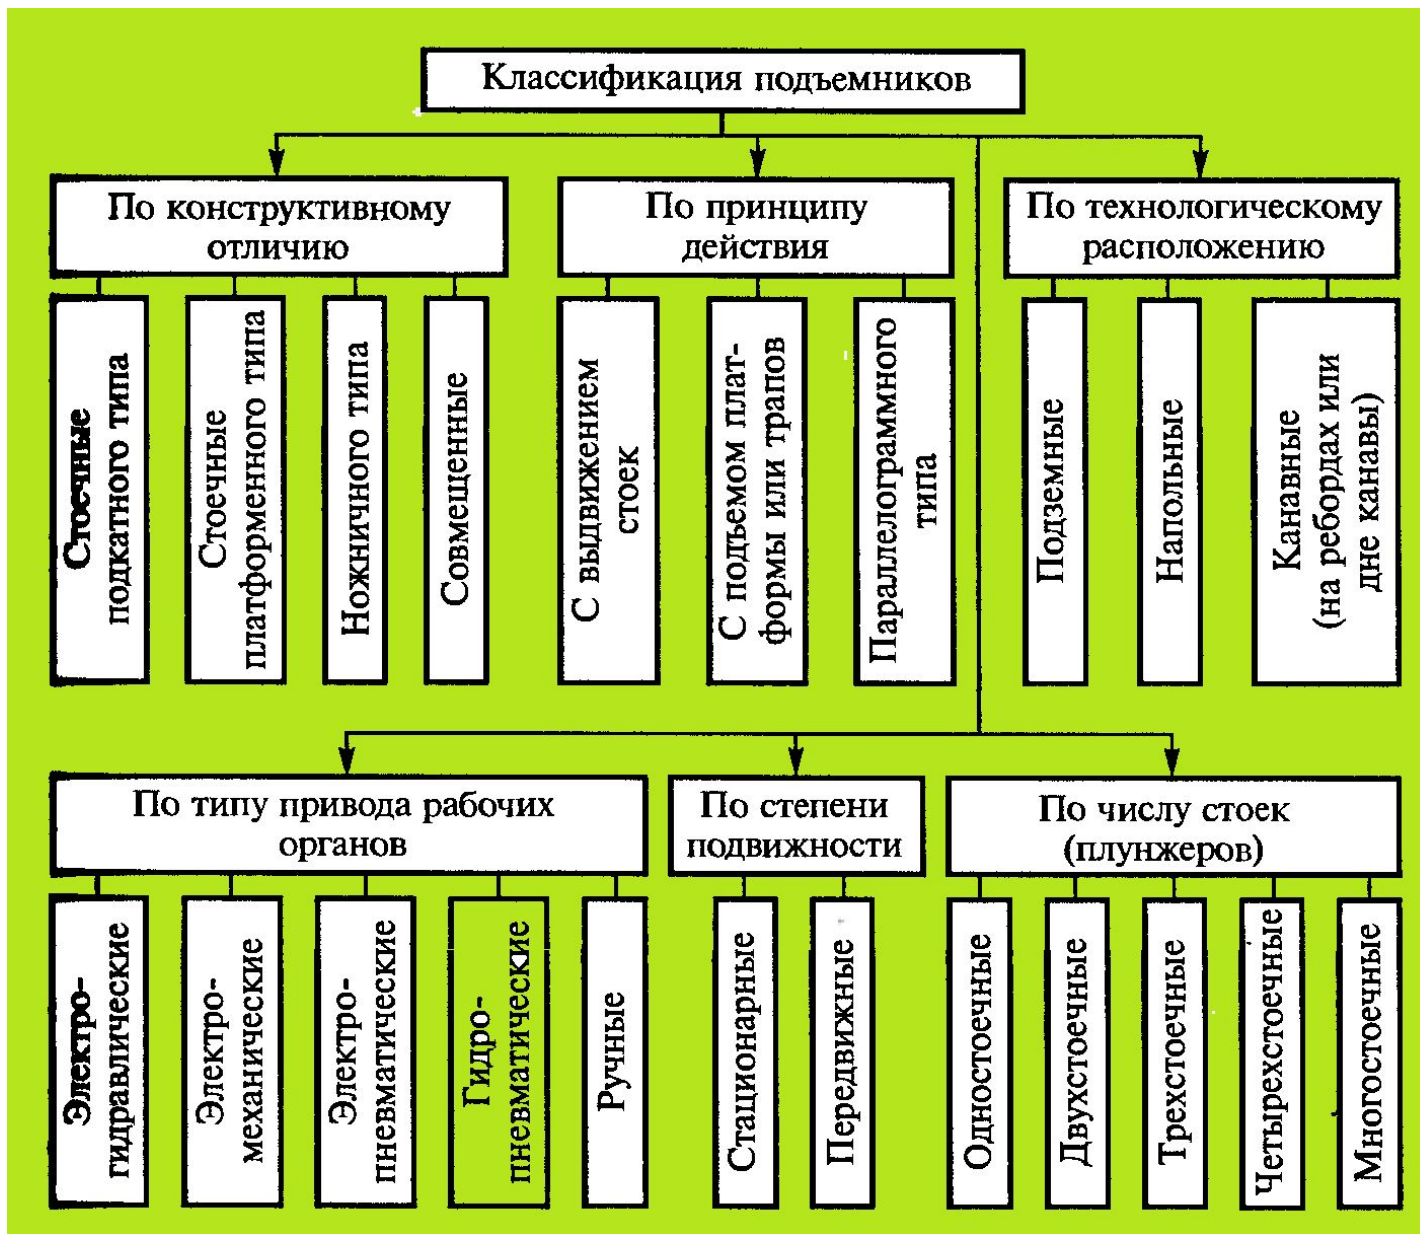 Классификация подъемников
По конструктивному
отличию
По принципу
действия
По технологическому
расположению
Стоечные
подкатного типа
Стоечные
платформенного типа
Ножничного типа
Совмещенные
С выдвижением
стоек
С подъемом плат-
формы или трапов
Параллелограммного
типа
Подземные
Напольные
Канавные
(на ребордах или
дне канавы)
По типу привода рабочих
органов
По степени
подвижности
По числу стоек
(плунжеров)
Электро-
гидравлические
Электро-
механические
Электро-
пневматические
Гидро-
пневматические
Ручные
Стационарные
Передвижные
Одностоечные
Двухстоечные
Трехстоечные
Четырехстоечные
Многостоечные